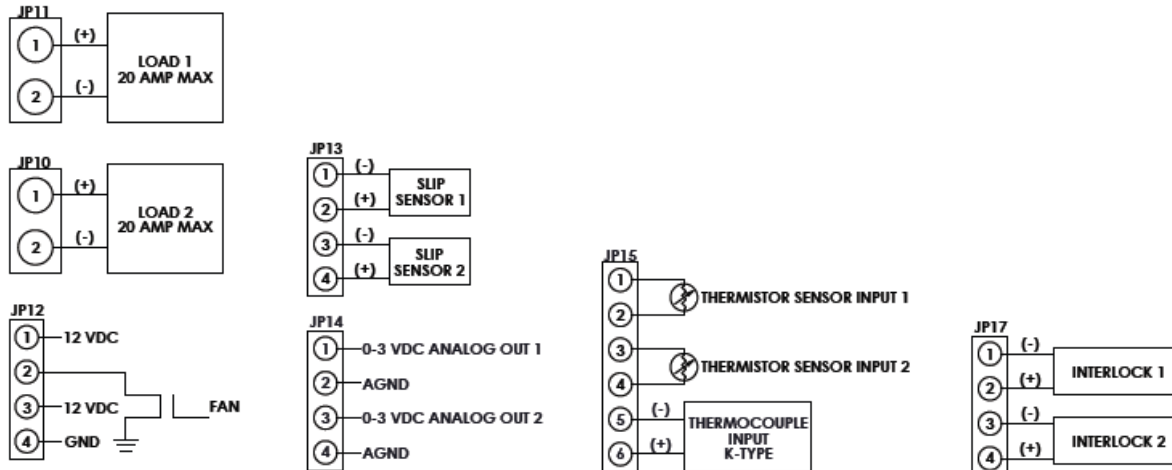 JP11
1 (+)
2 (-)
LOAD 1
20 AMP MAX
JP10
1 (+)
2 (-)
LOAD 2
20 AMP MAX
JP12
1 12 VDC
2
3 12 VDC
4 GND
FAN
JP13
1 (-)
2 (+)
SLIP
SENSOR 1
3 (-)
4 (+)
SLIP
SENSOR 2
JP14
1 0-3 VDC ANALOG OUT 1
2 AGND
3 0-3 VDC ANALOG OUT 2
4 AGND
JP15
1
2
THERMISTOR SENSOR INPUT 1
3
4
THERMISTOR SENSOR INPUT 2
5 (-)
6 (+)
THERMOCOUPLE
INPUT
K-TYPE
JP17
1 (-)
2 (+)
INTERLOCK 1
3 (-)
4 (+)
INTERLOCK 2